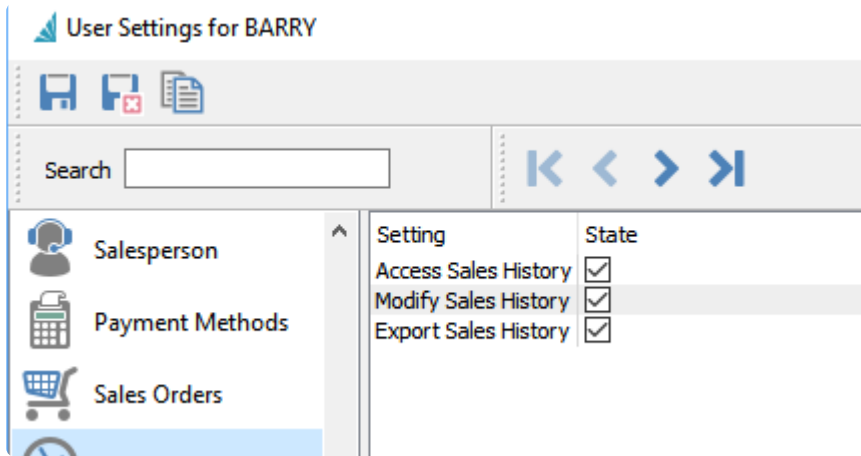 User Settings for BARRY
Search
Salesperson
Payment Methods
Sales Orders
Setting State
Access Sales History
Modify Sales History
Export Sales History